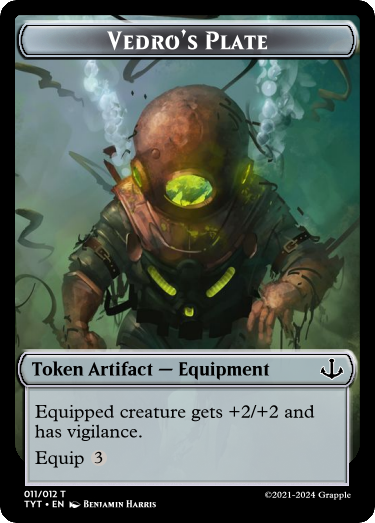 Vedro's Plate
Token Artifact — Equipment
Equipped creature gets +2/+2 and
has vigilance.
Equip 3
011/012 T
TYT • EN Benjamin Harris
©2021-2024 Grapple